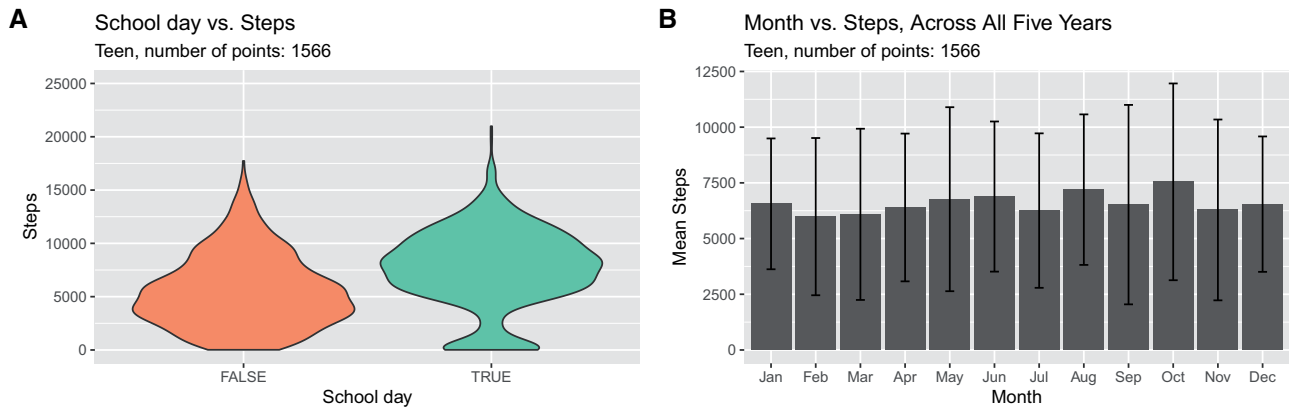 A
School day vs. Steps
Teen, number of points: 1566
25000
20000
15000
10000
5000
0
Steps
FALSE
TRUE
School day
B
Month vs. Steps, Across All Five Years
Teen, number of points: 1566
12500
10000
7500
5000
2500
0
Mean Steps
Jan Feb Mar Apr May Jun Jul Aug Sep Oct Nov Dec
Month